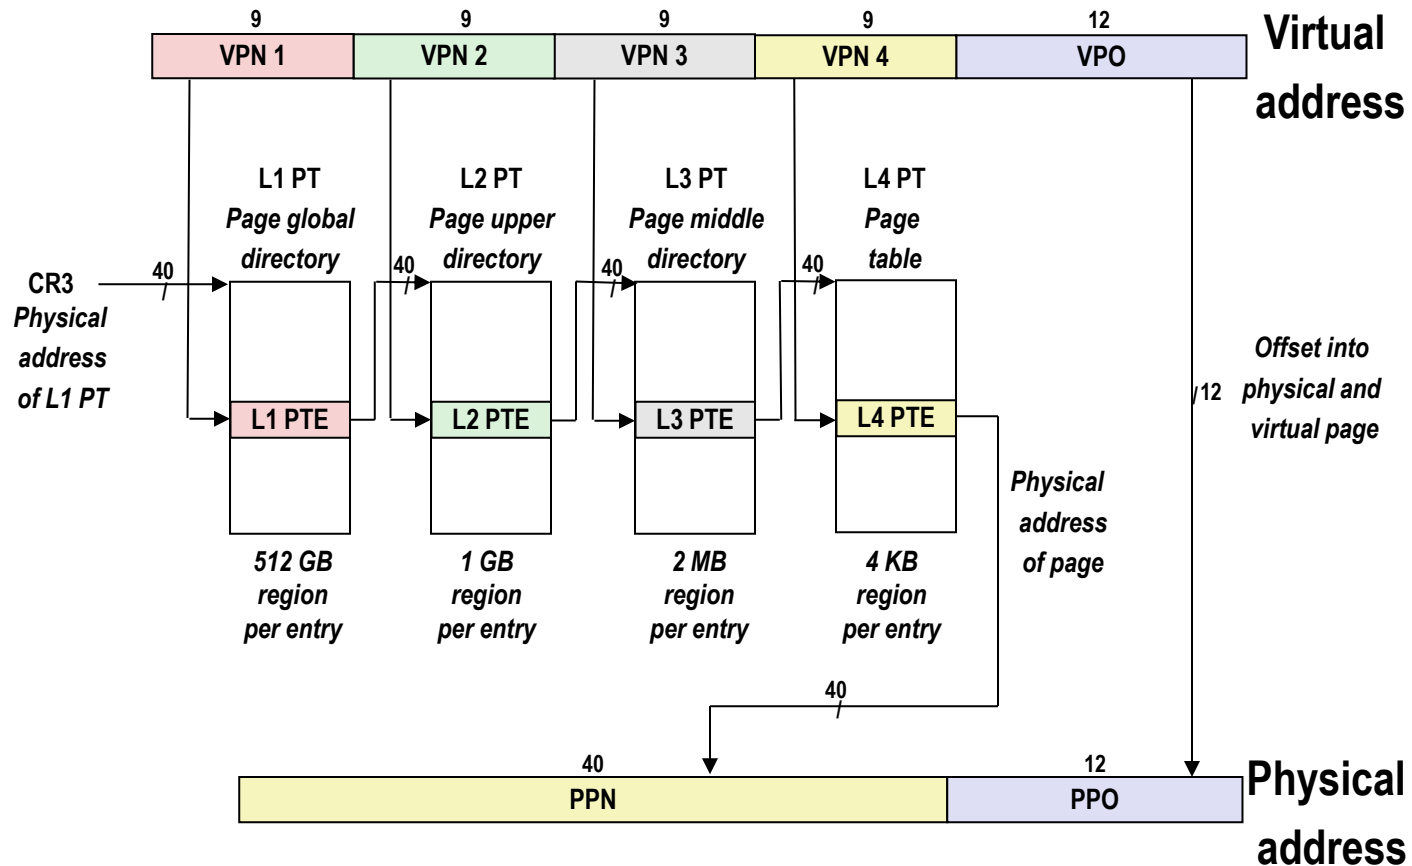 9
9
9
9
12
VPN 1
VPN 2
VPN 3
VPN 4
VPO
Virtual
address
L1 PT
Page global
directory
L2 PT
Page upper
directory
L3 PT
Page middle
directory
L4 PT
Page
table
40
40
40
40
CR3
Physical
address
of L1 PT
L1 PTE
L2 PTE
L3 PTE
L4 PTE
12
Offset into
physical and
virtual page
Physical
address
of page
512 GB
region
per entry
1 GB
region
per entry
2 MB
region
per entry
4 KB
region
per entry
40
40
12
PPN
PPO
Physical
address